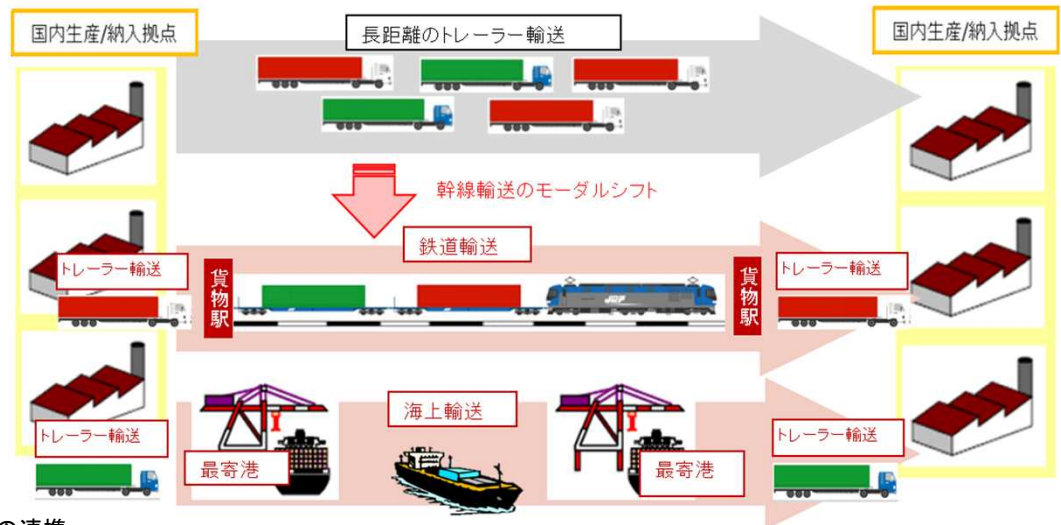 国内生産/納入拠点
長距離のトレーラー輸送
国内生産/納入拠点
幹線輸送のモーダルシフト
鉄道輸送
トレーラー輸送
貨物駅
貨物駅
トレーラー輸送
海上輸送
トレーラー輸送
最寄港
最寄港
トレーラー輸送
の連携